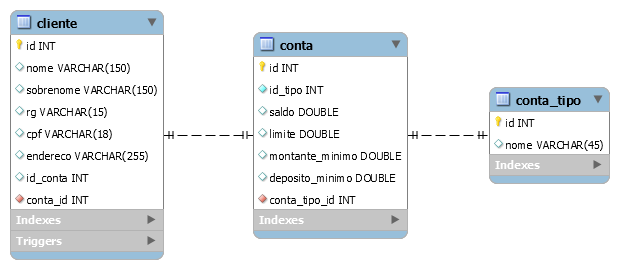 cliente
id INT
nome VARCHAR(150)
sobrenome VARCHAR(150)
rg VARCHAR(15)
cpf VARCHAR(18)
endereco VARCHAR(255)
id_conta INT
conta_id INT
Indexes
Triggers
conta
id INT
id_tipo INT
saldo DOUBLE
limite DOUBLE
montante_minimo DOUBLE
deposito_minimo DOUBLE
conta_tipo_id INT
Indexes
conta_tipo
id INT
nome VARCHAR(45)
Indexes